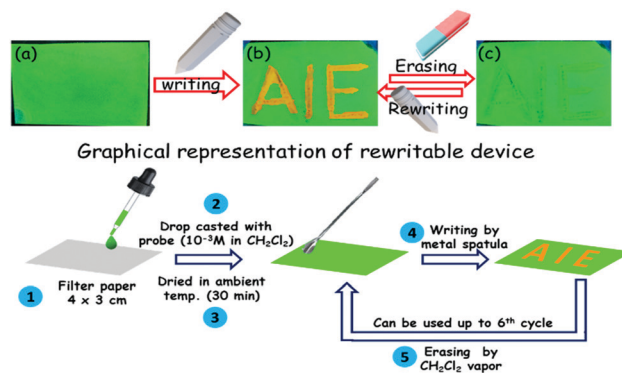 (a)
writing
(b)
AIE
Erasing
Rewriting
(c)
AIE
Graphical representation of rewritable device
1
Filter paper
4 x 3 cm
2
Drop casted with
probe (10⁻³M in CH₂Cl₂)
Dried in ambient
temp. (30 min)
3
4
Writing by
metal spatula
AIE
Can be used up to 6ᵗʰ cycle
5
Erasing by
CH₂Cl₂ vapor